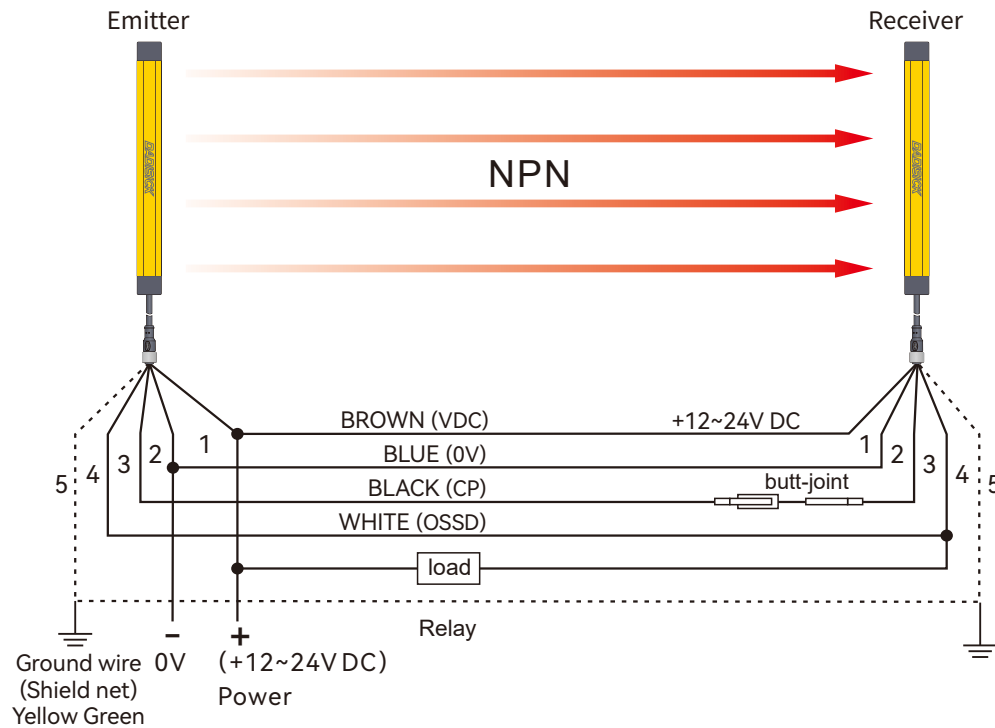 Emitter
Receiver
DADISICK
DADISICK
NPN
BROWN (VDC)
+12~24V DC
1
1
BLUE (0V)
2
2
3
3
4
4
5
5
BLACK (CP)
butt-joint
WHITE (OSSD)
load
Relay
- +
Ground wire 0V (+12~24V DC)
(Shield net) Power
Yellow Green